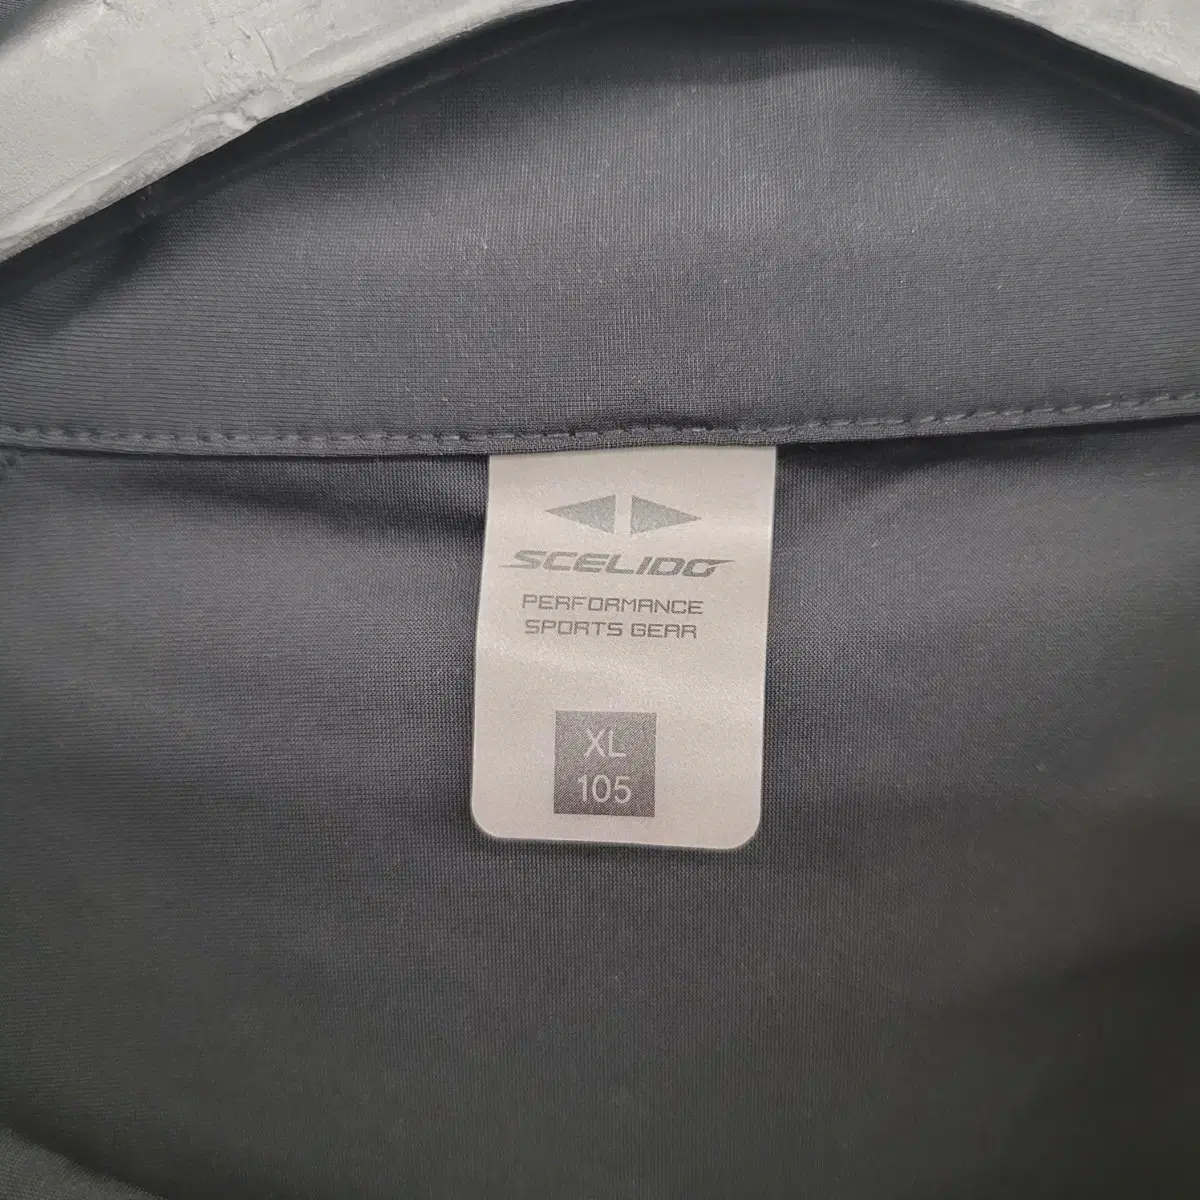 SCELIDO
PERFORMANCE
SPORTS GEAR
XL
105